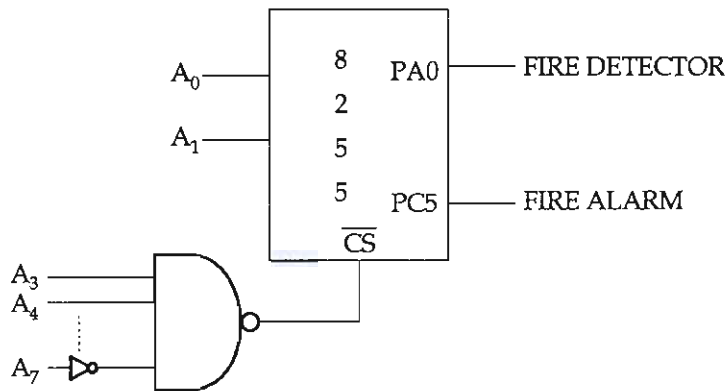 A₀
A₁
8
2
5
5
PA0
FIRE DETECTOR
PC5
FIRE ALARM
CS
A₃
A₄
A₇